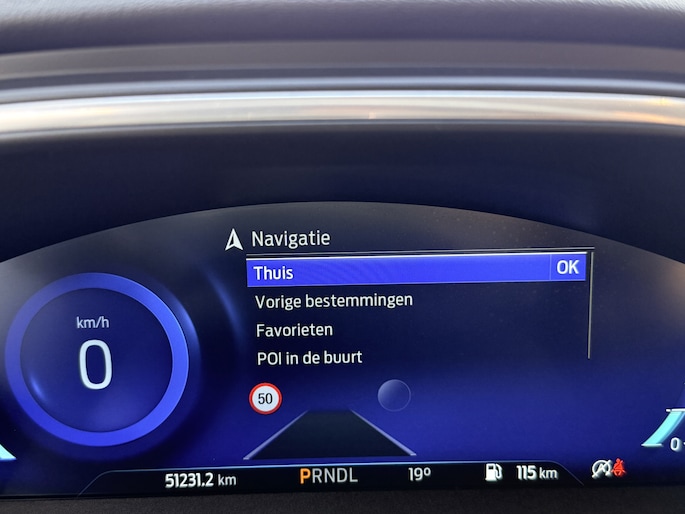 Navigatie
Thuis OK
Vorige bestemmingen
Favorieten
POI in de buurt
km/h
0
50
51231.2 km PRNDL 19° 115 km
0